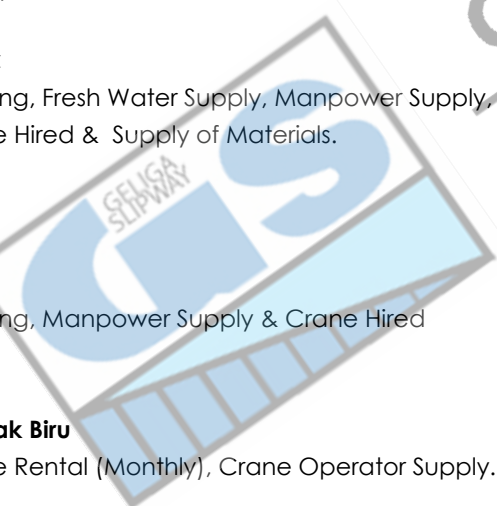 ng, Fresh Water Supply, Manpower Supply,
e Hired & Supply of Materials.
GELIGA
SLIPWAY
GS
ng, Manpower Supply & Crane Hired
ak Biru
e Rental (Monthly), Crane Operator Supply.